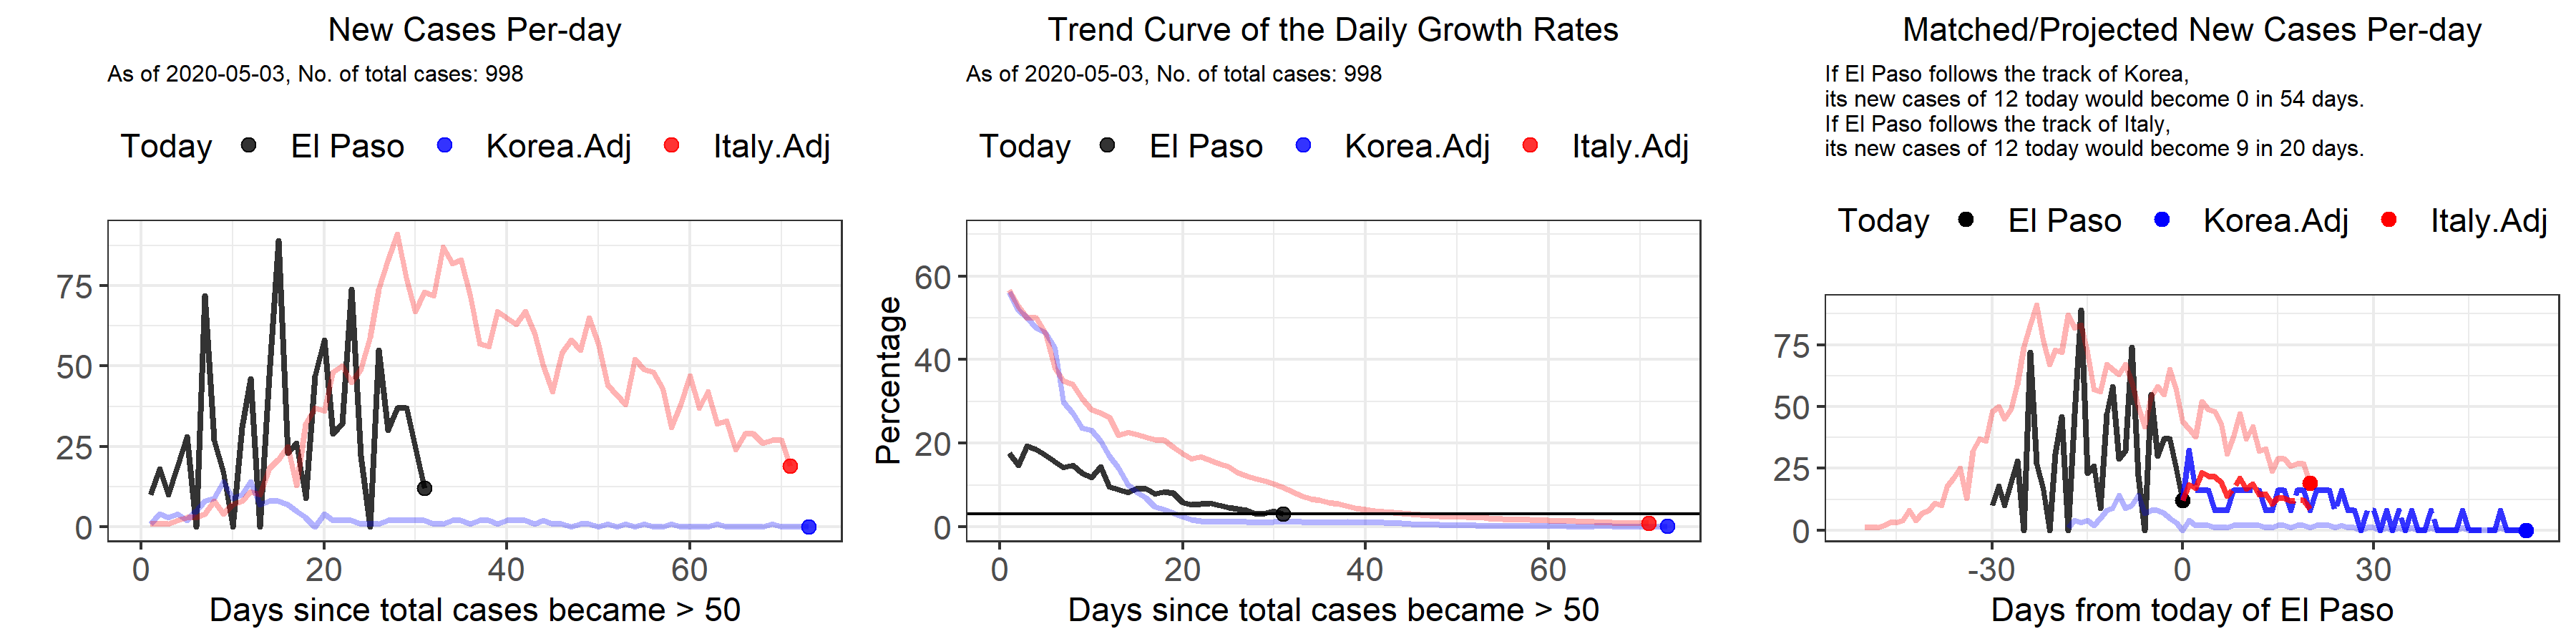 New Cases Per-day
As of 2020-05-03, No. of total cases: 998
Today El Paso Korea.Adj Italy.Adj
75
50
25
0
0 20 40 60
Days since total cases became > 50
Trend Curve of the Daily Growth Rates
As of 2020-05-03, No. of total cases: 998
Today El Paso Korea.Adj Italy.Adj
Percentage
60
40
20
0
0 20 40 60
Days since total cases became > 50
Matched/Projected New Cases Per-day
If El Paso follows the track of Korea,
its new cases of 12 today would become 0 in 54 days.
If El Paso follows the track of Italy,
its new cases of 12 today would become 9 in 20 days.
Today El Paso Korea.Adj Italy.Adj
75
50
25
0
-30 0 30
Days from today of El Paso